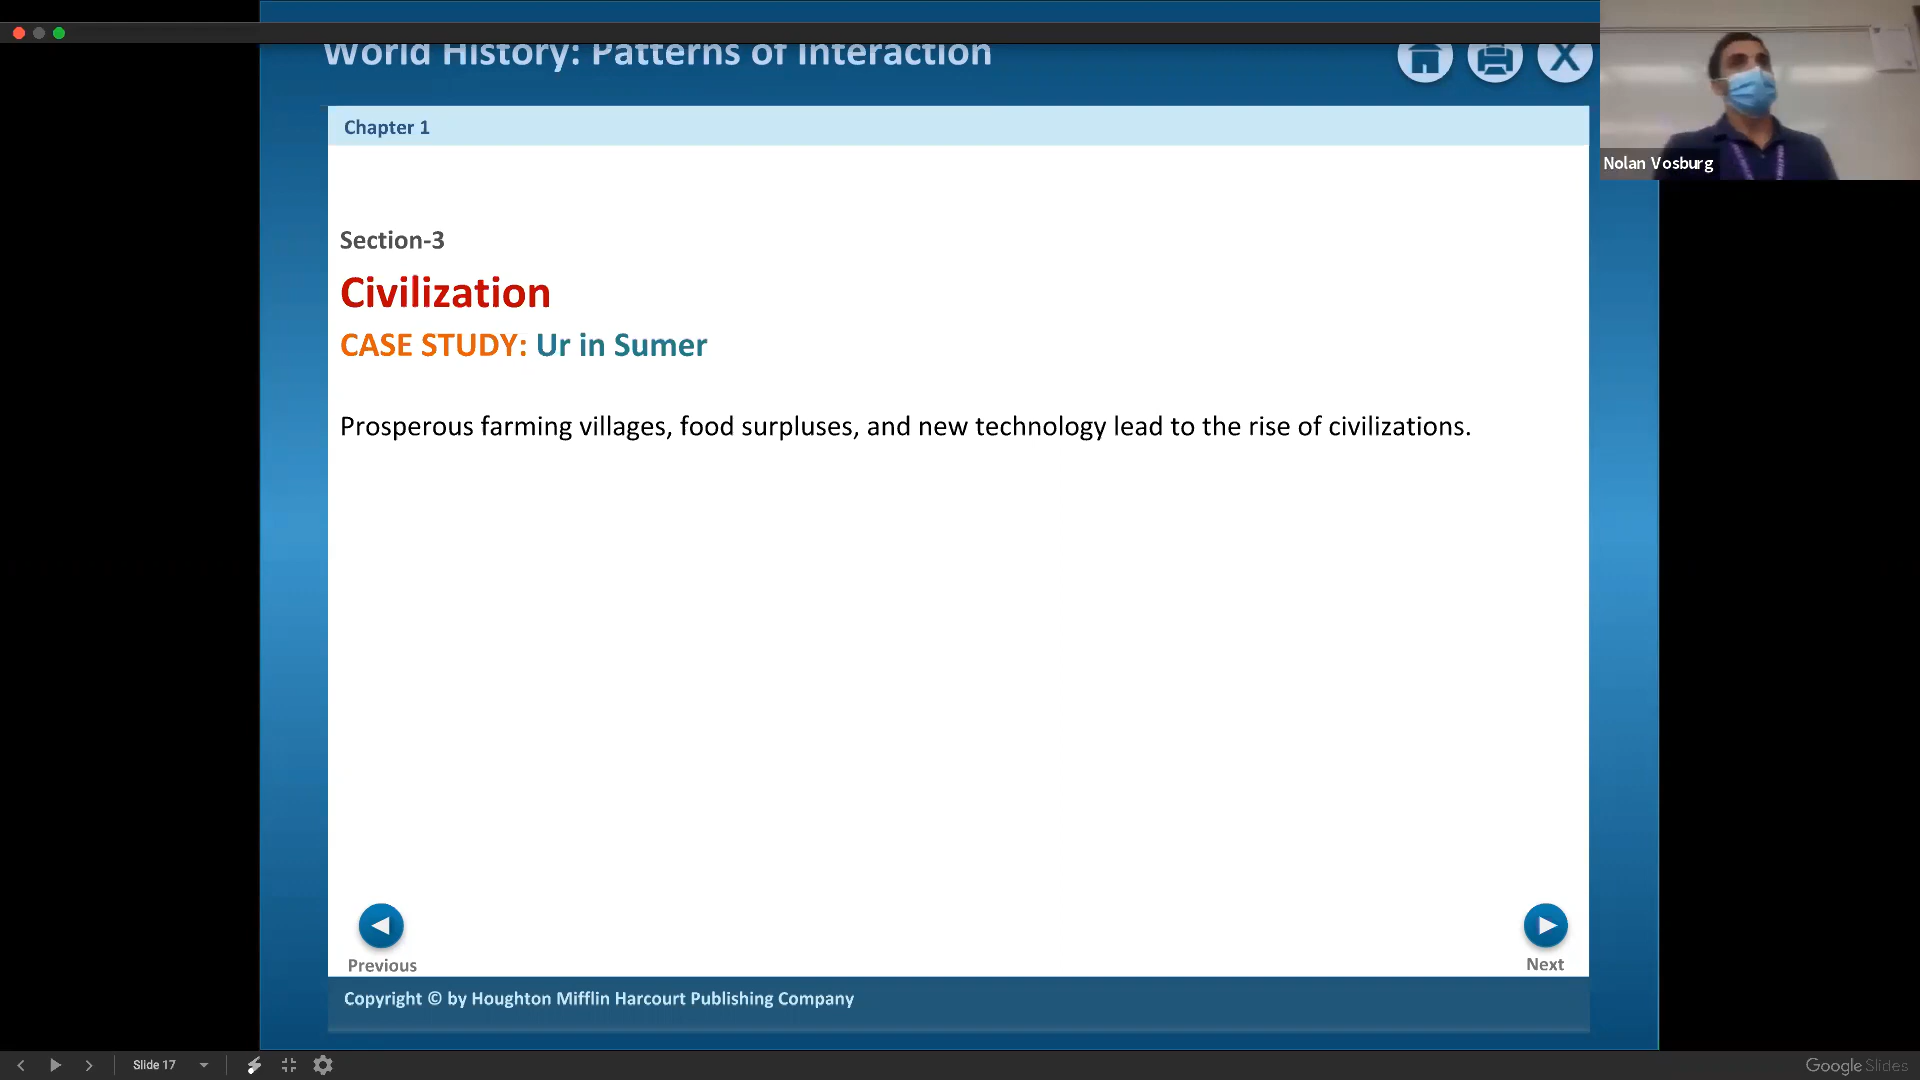 World History: Patterns of Interaction
X
Nolan Vosburg
Chapter 1
Section-3
Civilization
CASE STUDY: Ur in Sumer
Prosperous farming villages, food surpluses, and new technology lead to the rise of civilizations.
Previous
Next
Copyright © by Houghton Mifflin Harcourt Publishing Company
Slide 17
Google Slides